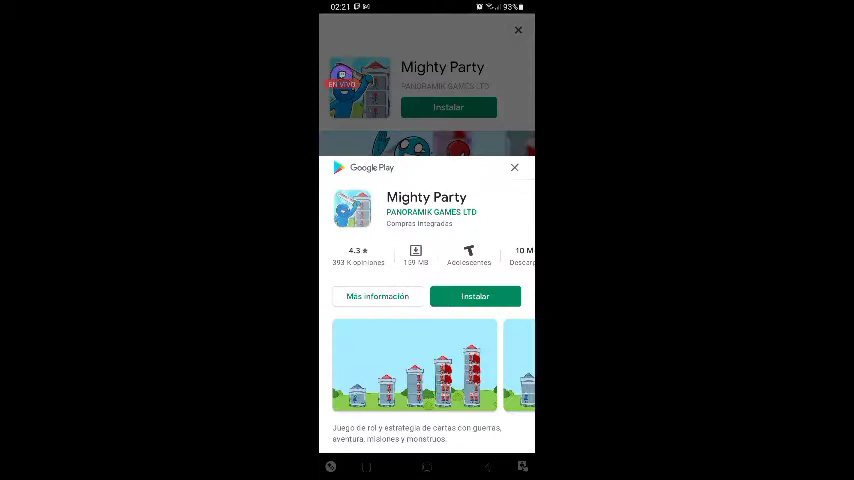 02:21
93%
Mighty Party
PANORAMIK GAMES LTD
EN VIVO
Instalar
Google Play
Mighty Party
PANORAMIK GAMES LTD
Compras integradas
4.3 ★
393 K opiniones
159 MB
Adolescentes
10 M
Descarg
Más información
Instalar
Juego de rol y estrategia de cartas con guerras,
aventura, misiones y monstruos.